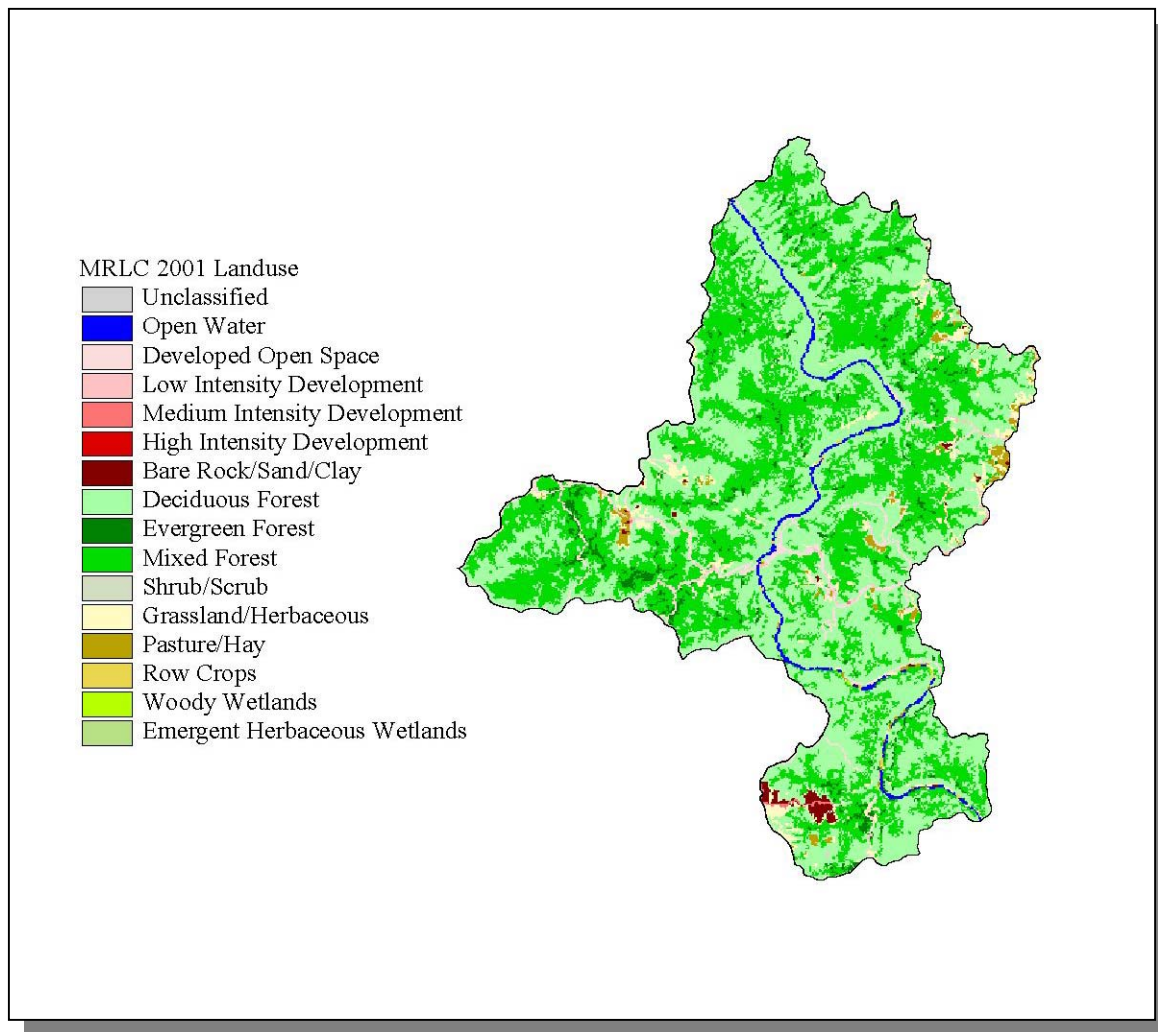 MRLC 2001 Landuse
Unclassified
Open Water
Developed Open Space
Low Intensity Development
Medium Intensity Development
High Intensity Development
Bare Rock/Sand/Clay
Deciduous Forest
Evergreen Forest
Mixed Forest
Shrub/Scrub
Grassland/Herbaceous
Pasture/Hay
Row Crops
Woody Wetlands
Emergent Herbaceous Wetlands